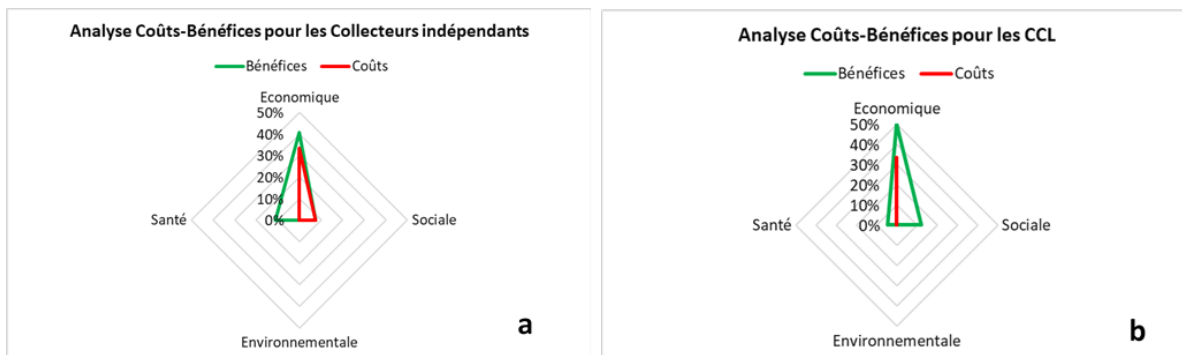 Analyse Coûts-Bénéfices pour les Collecteurs indépendants
Bénéfices
Coûts
Economique
50%
40%
30%
20%
10%
0%
Santé
Sociale
Environnementale
a
Analyse Coûts-Bénéfices pour les CCL
Bénéfices
Coûts
Economique
50%
40%
30%
20%
10%
0%
Santé
Sociale
Environnementale
b